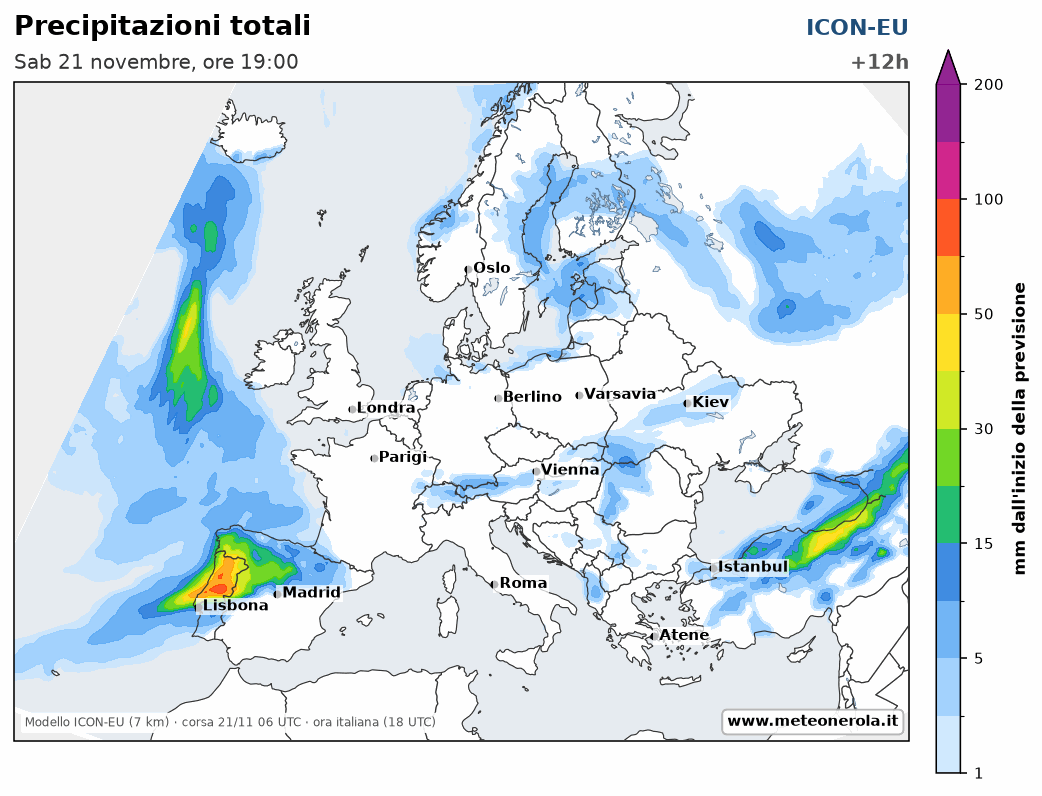 Precipitazioni totali
ICON-EU
Sab 21 novembre, ore 19:00
+12h
200
100
50
30
15
5
1
mm dall'inizio della previsione
Oslo
Londra
Berlino
Varsavia
Kiev
Parigi
Vienna
Istanbul
Roma
Madrid
Lisbona
Atene
Modello ICON-EU (7 km) · corsa 21/11 06 UTC · ora italiana (18 UTC)
www.meteonerola.it